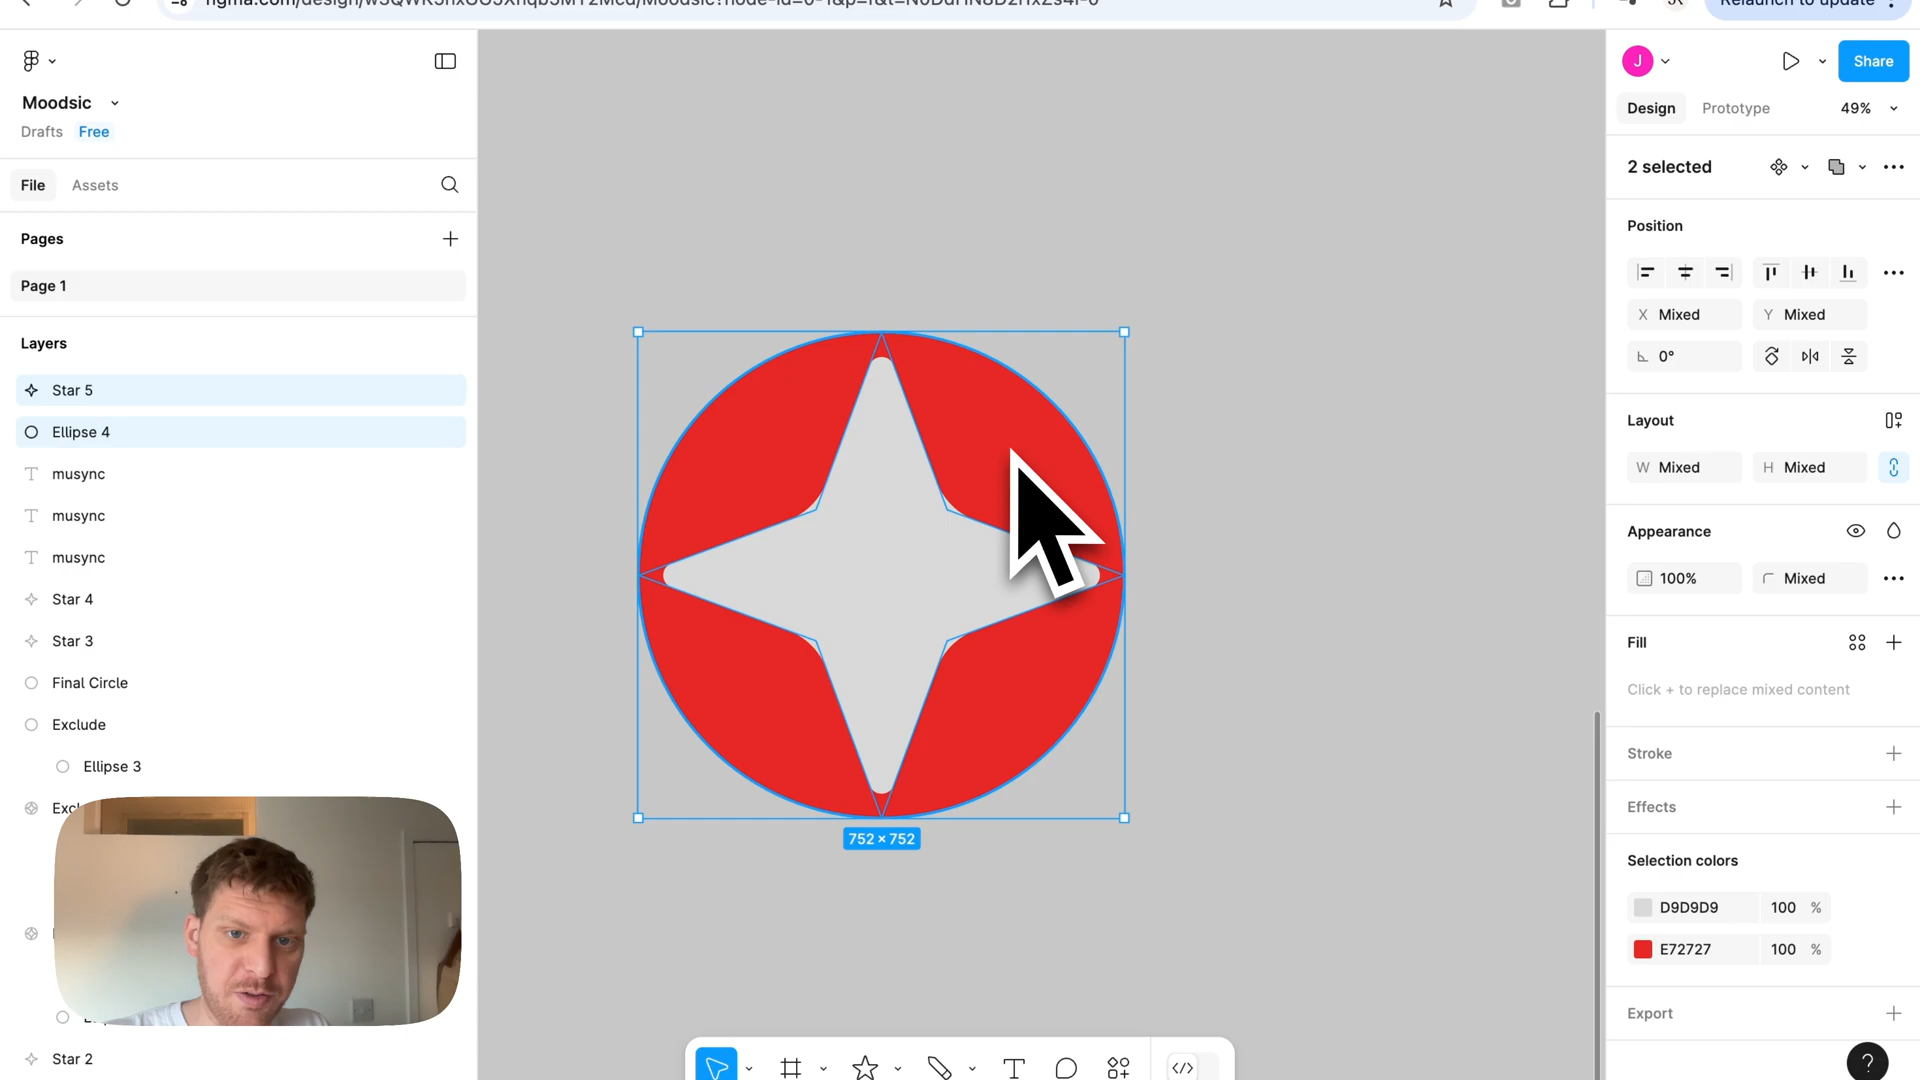 Relaunch to update
Moodsic
Drafts Free
File Assets
Pages
Page 1
Layers
Star 5
Ellipse 4
musync
musync
musync
Star 4
Star 3
Final Circle
Exclude
Ellipse 3
Star 2
752 × 752
J
Share
Design Prototype 49%
2 selected
Position
X Mixed Y Mixed
0°
Layout
W Mixed H Mixed
Appearance
100% Mixed
Fill
Click + to replace mixed content
Stroke
Effects
Selection colors
D9D9D9 100 %
E72727 100 %
Export
?